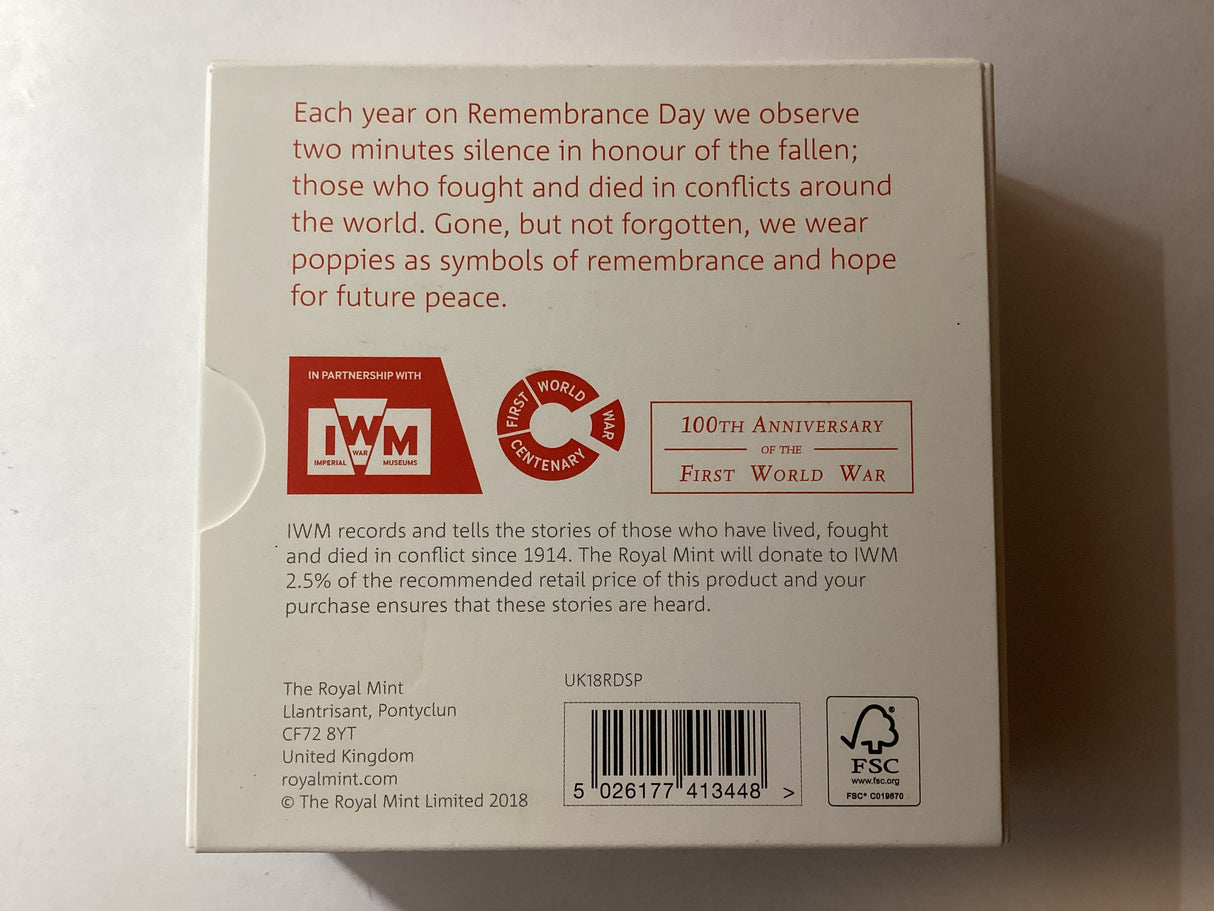 Each year on Remembrance Day we observe
two minutes silence in honour of the fallen;
those who fought and died in conflicts around
the world. Gone, but not forgotten, we wear
poppies as symbols of remembrance and hope
for future peace.
IN PARTNERSHIP WITH
IWM
IMPERIAL WAR MUSEUMS
FIRST WORLD WAR CENTENARY
100TH ANNIVERSARY
OF THE
FIRST WORLD WAR
IWM records and tells the stories of those who have lived, fought
and died in conflict since 1914. The Royal Mint will donate to IWM
2.5% of the recommended retail price of this product and your
purchase ensures that these stories are heard.
The Royal Mint
Llantrisant, Pontyclun
CF72 8YT
United Kingdom
royalmint.com
© The Royal Mint Limited 2018
UK18RDSP
5 026177 413448 >
®
FSC
www.fsc.org
FSC® C019670